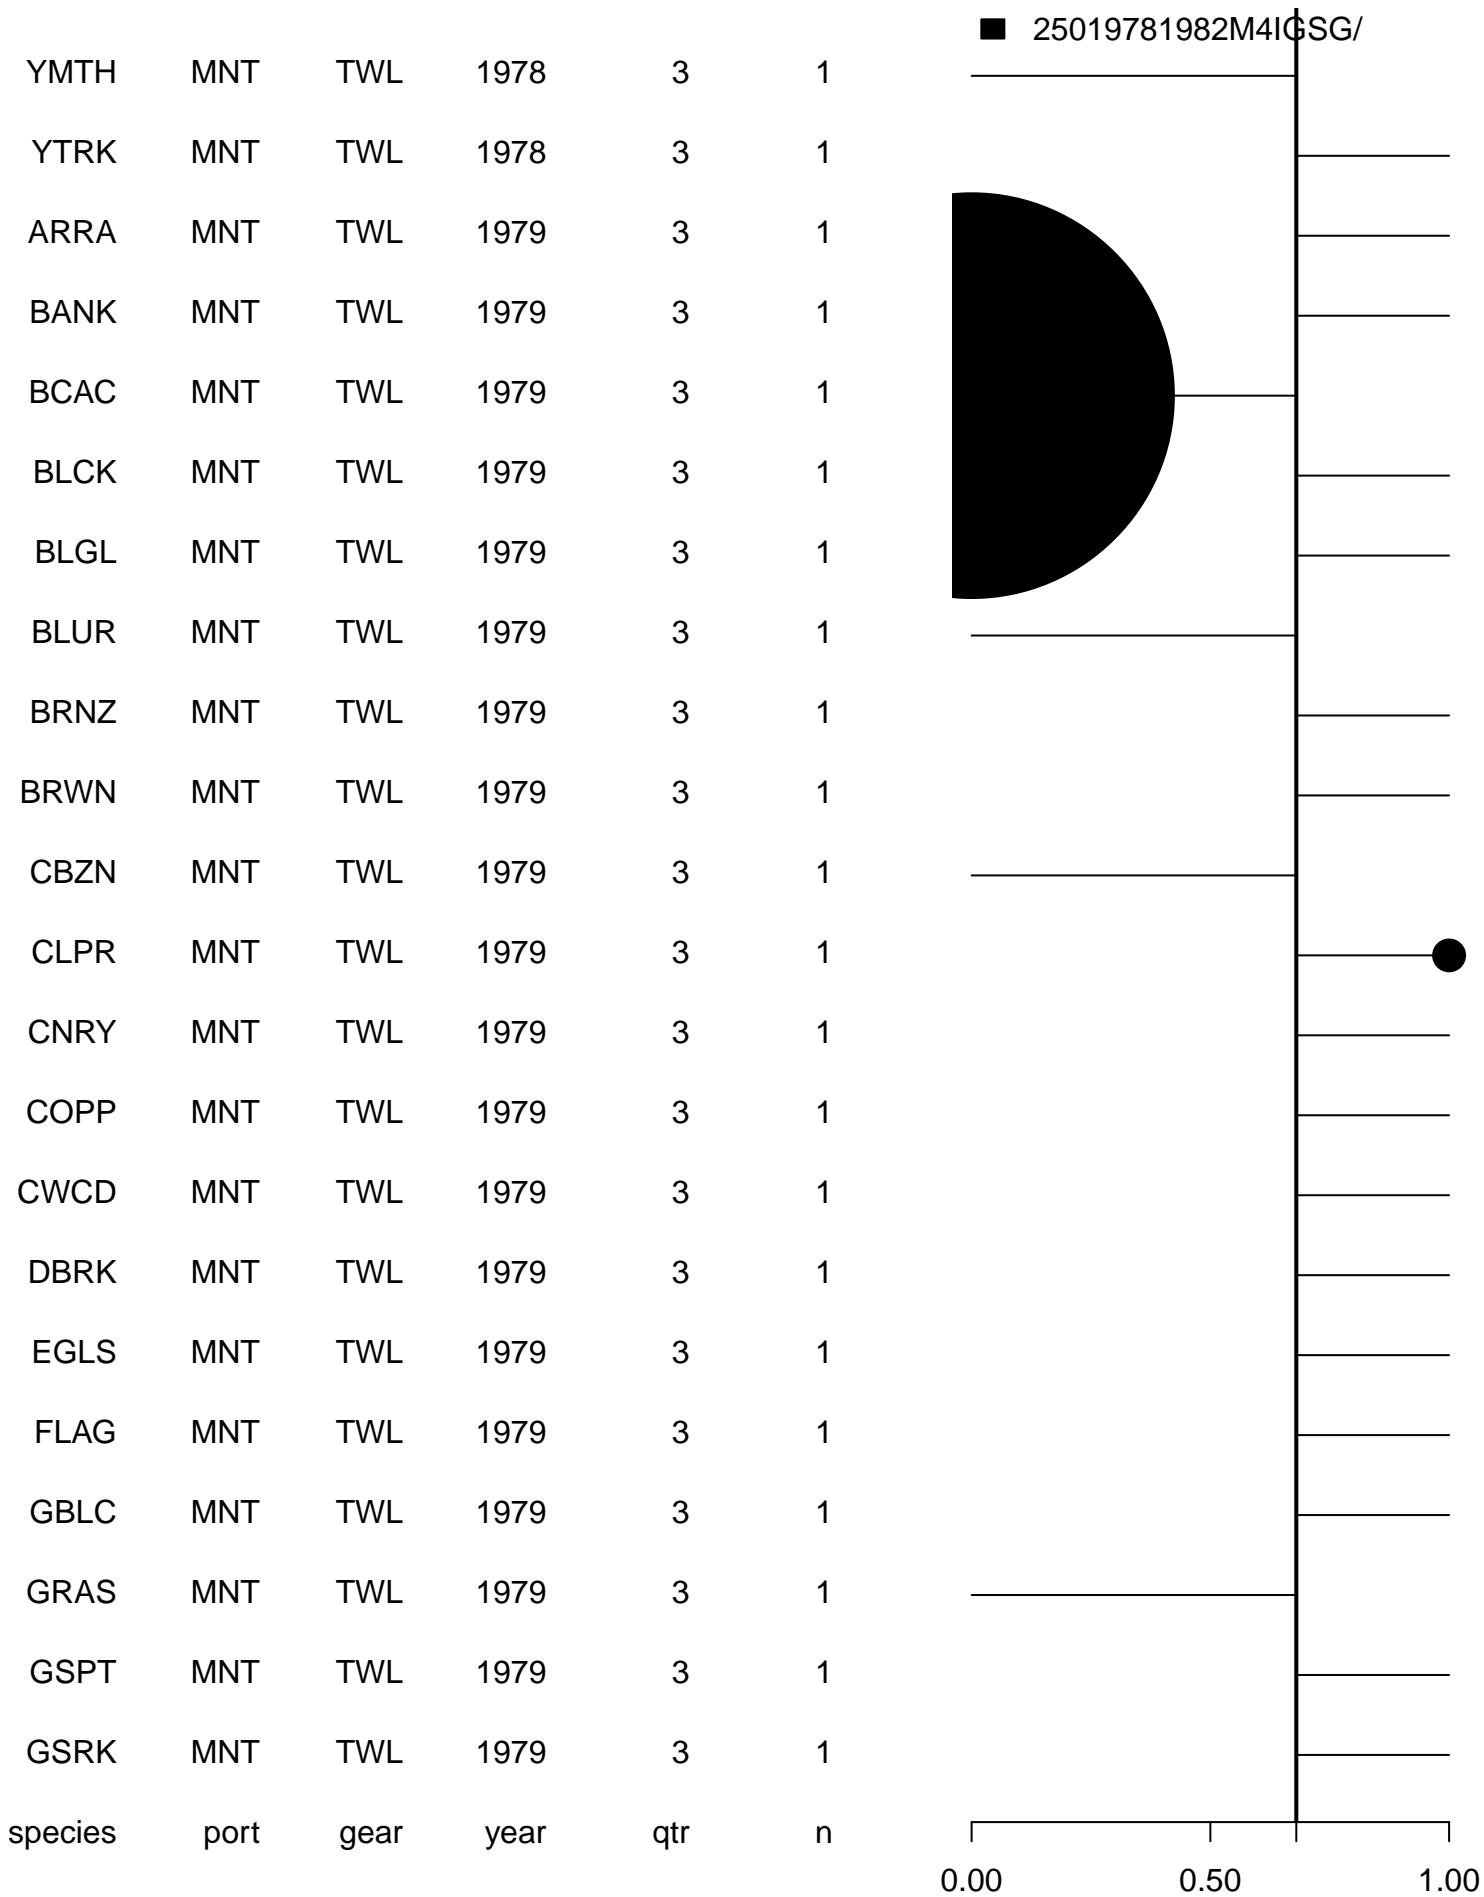 25019781982M4IGSG/
YMTH MNT TWL 1978 3 1
YTRK MNT TWL 1978 3 1
ARRA MNT TWL 1979 3 1
BANK MNT TWL 1979 3 1
BCAC MNT TWL 1979 3 1
BLCK MNT TWL 1979 3 1
BLGL MNT TWL 1979 3 1
BLUR MNT TWL 1979 3 1
BRNZ MNT TWL 1979 3 1
BRWN MNT TWL 1979 3 1
CBZN MNT TWL 1979 3 1
CLPR MNT TWL 1979 3 1
CNRY MNT TWL 1979 3 1
COPP MNT TWL 1979 3 1
CWCD MNT TWL 1979 3 1
DBRK MNT TWL 1979 3 1
EGLS MNT TWL 1979 3 1
FLAG MNT TWL 1979 3 1
GBLC MNT TWL 1979 3 1
GRAS MNT TWL 1979 3 1
GSPT MNT TWL 1979 3 1
GSRK MNT TWL 1979 3 1
species port gear year qtr n
0.00 0.50 1.00